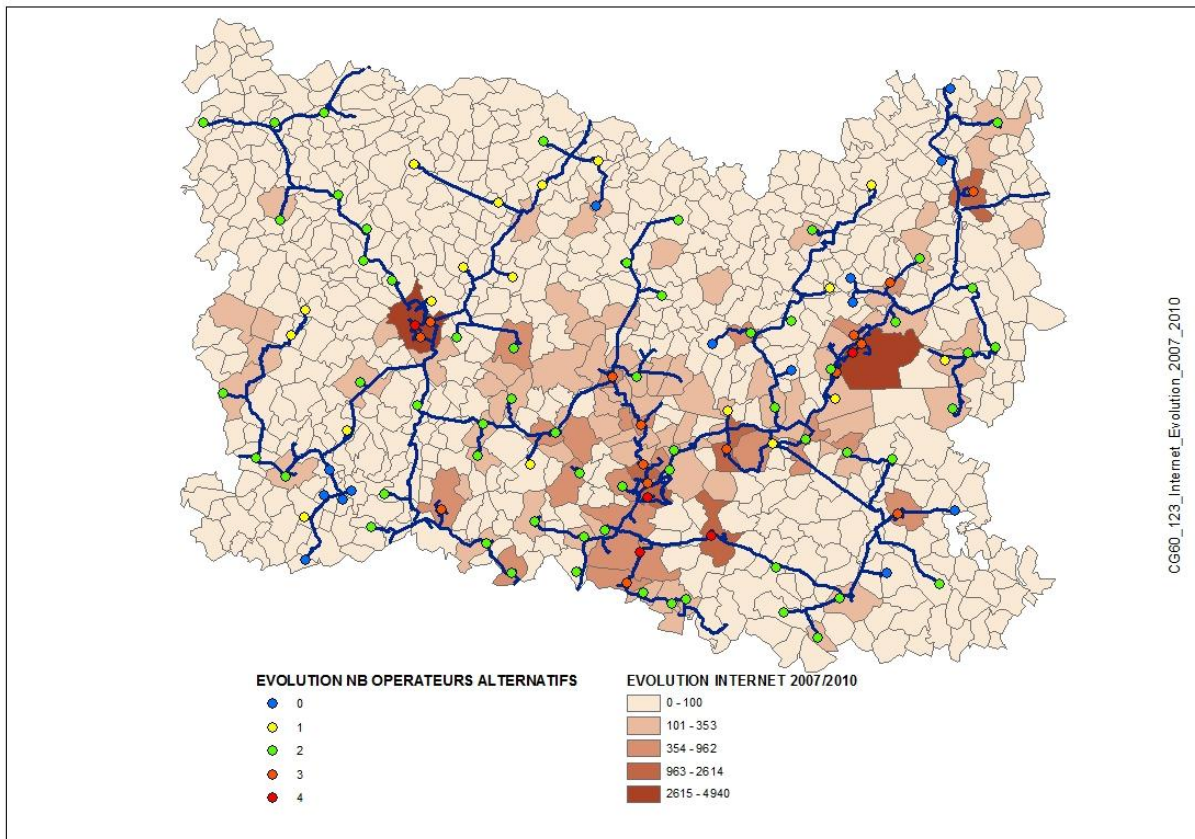 EVOLUTION NB OPERATEURS ALTERNATIFS
0
1
2
3
4
EVOLUTION INTERNET 2007/2010
0 - 100
101 - 353
354 - 962
963 - 2614
2615 - 4940
CG60_123_Internet_Evolution_2007_2010